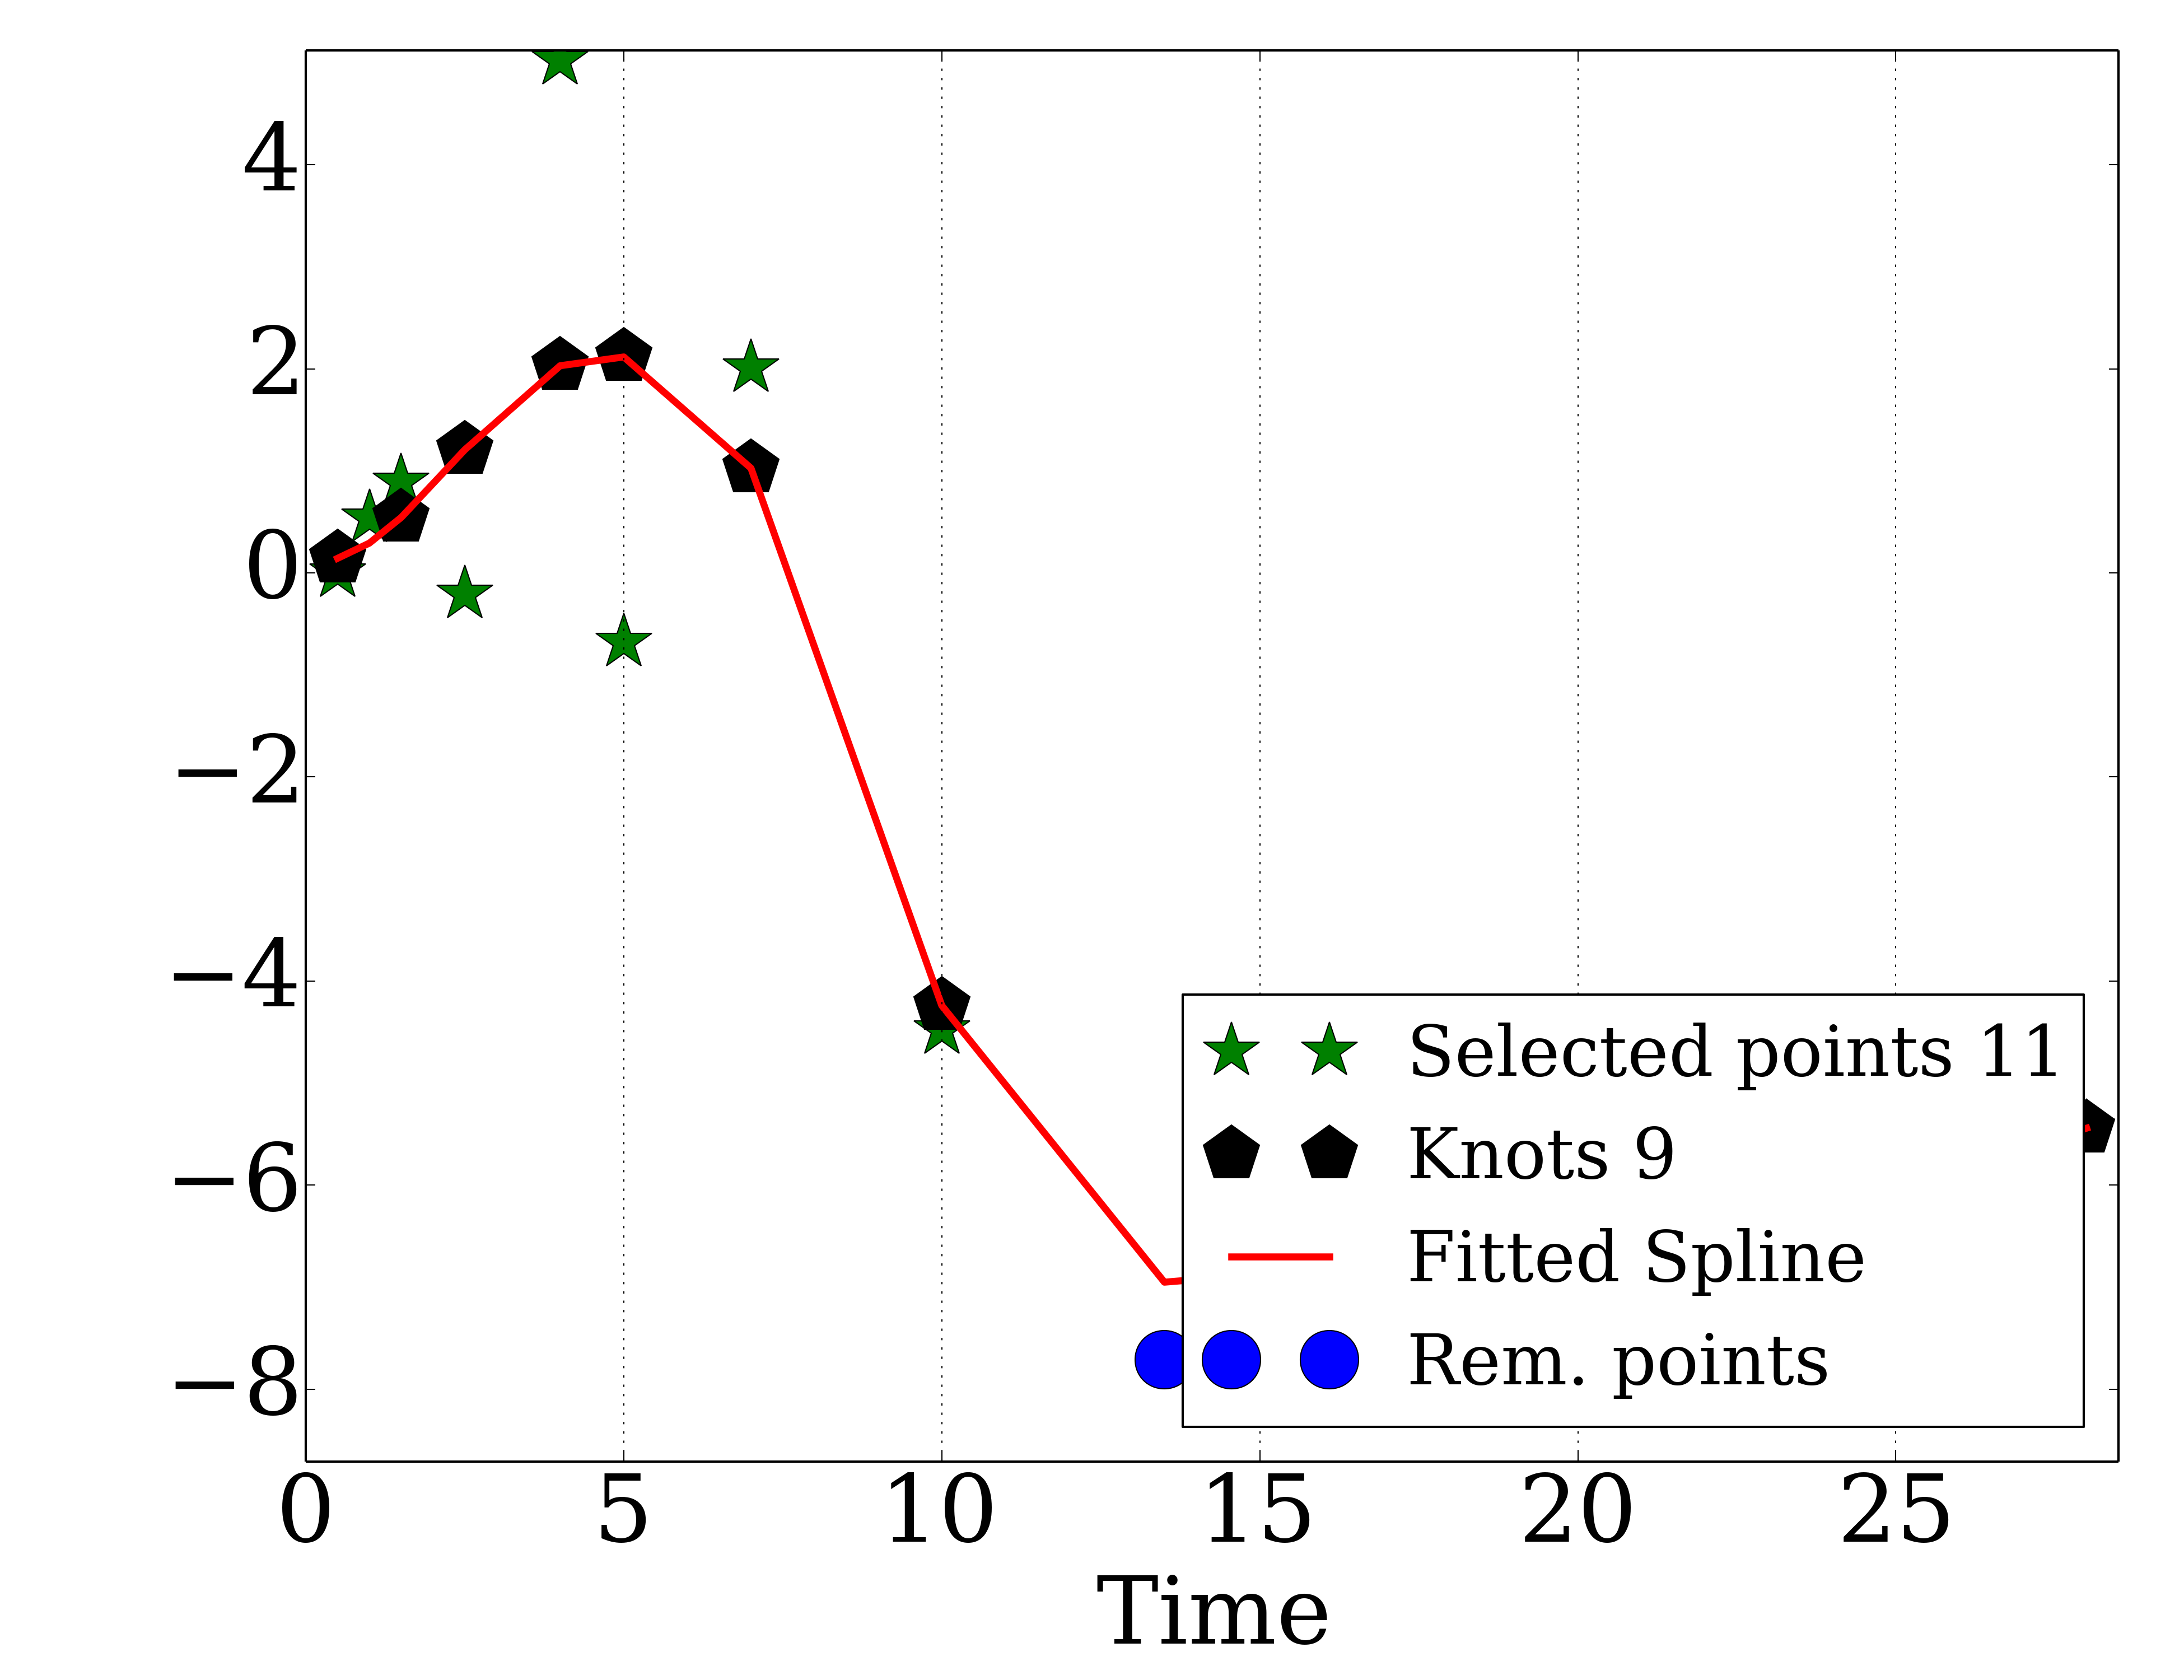 4
2
0
−2
−4
−6
−8
Selected points 11
Knots 9
Fitted Spline
Rem. points
0 5 10 15 20 25
Time